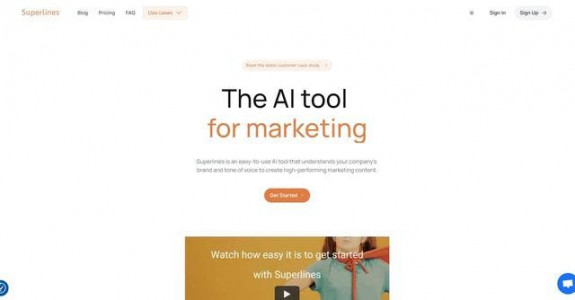 Superlines
Blog
Pricing
FAQ
Use cases
Sign In
Sign Up
Read the latest customer case study
The AI tool
for marketing
Superlines is an easy-to-use AI tool that understands your company's
brand and tone of voice to create high-performing marketing content.
Get Started
Watch how easy it is to get started
with Superlines